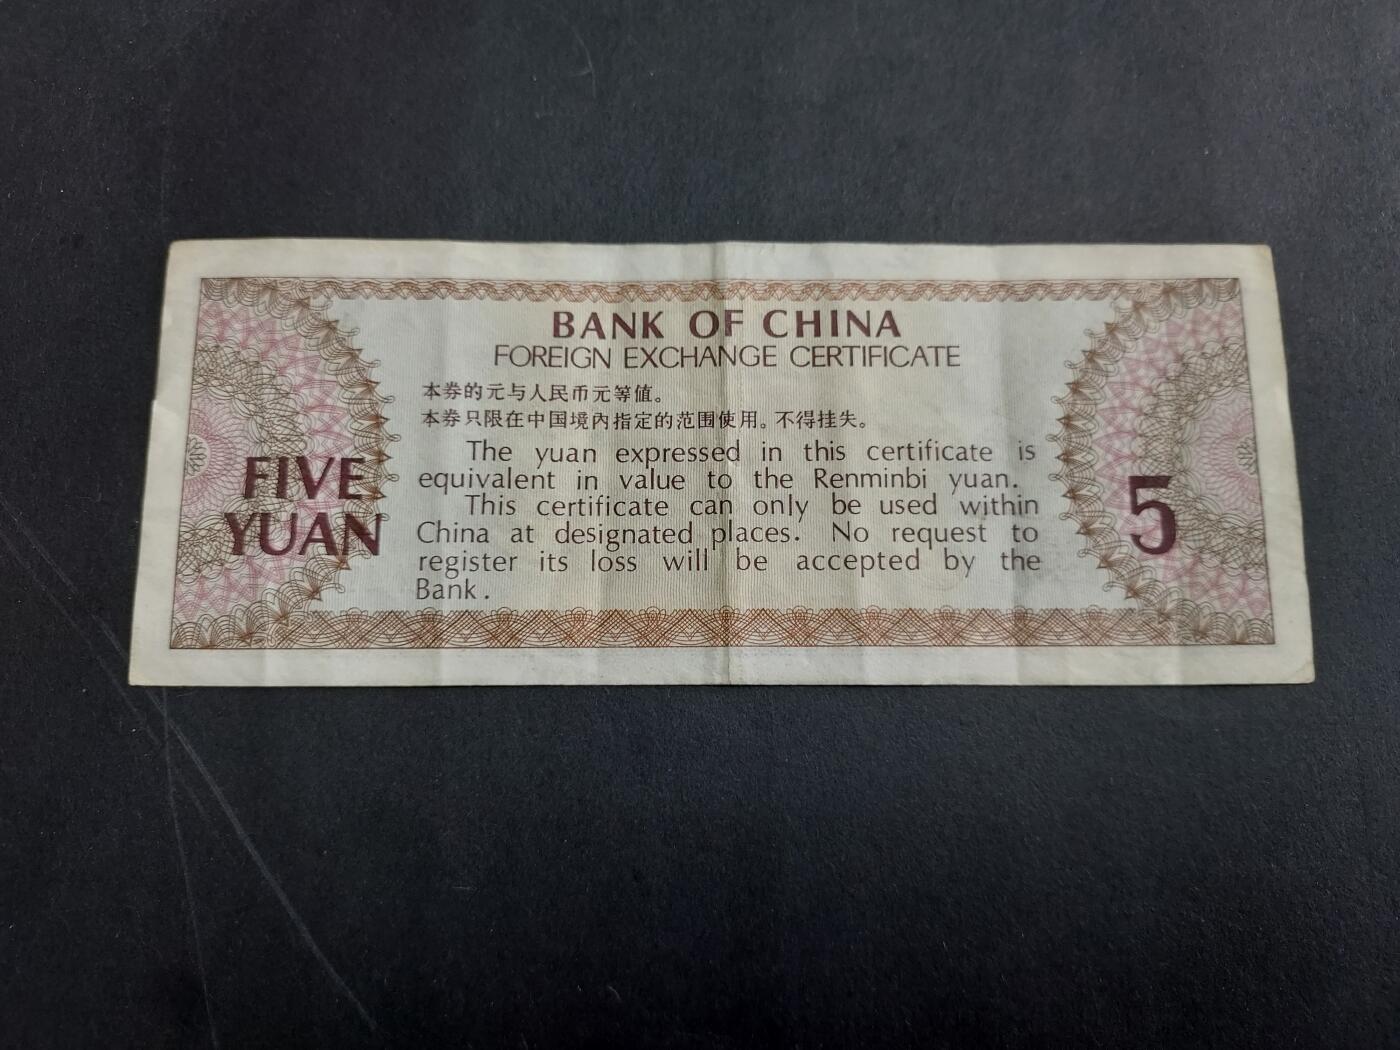 BANK OF CHINA
FOREIGN EXCHANGE CERTIFICATE
本券的元与人民币元等值。
本券只限在中国境内指定的范围使用。不得挂失。
The yuan expressed in this certificate is
equivalent in value to the Renminbi yuan.
This certificate can only be used within
China at designated places. No request to
register its loss will be accepted by the
Bank.
FIVE
YUAN
5